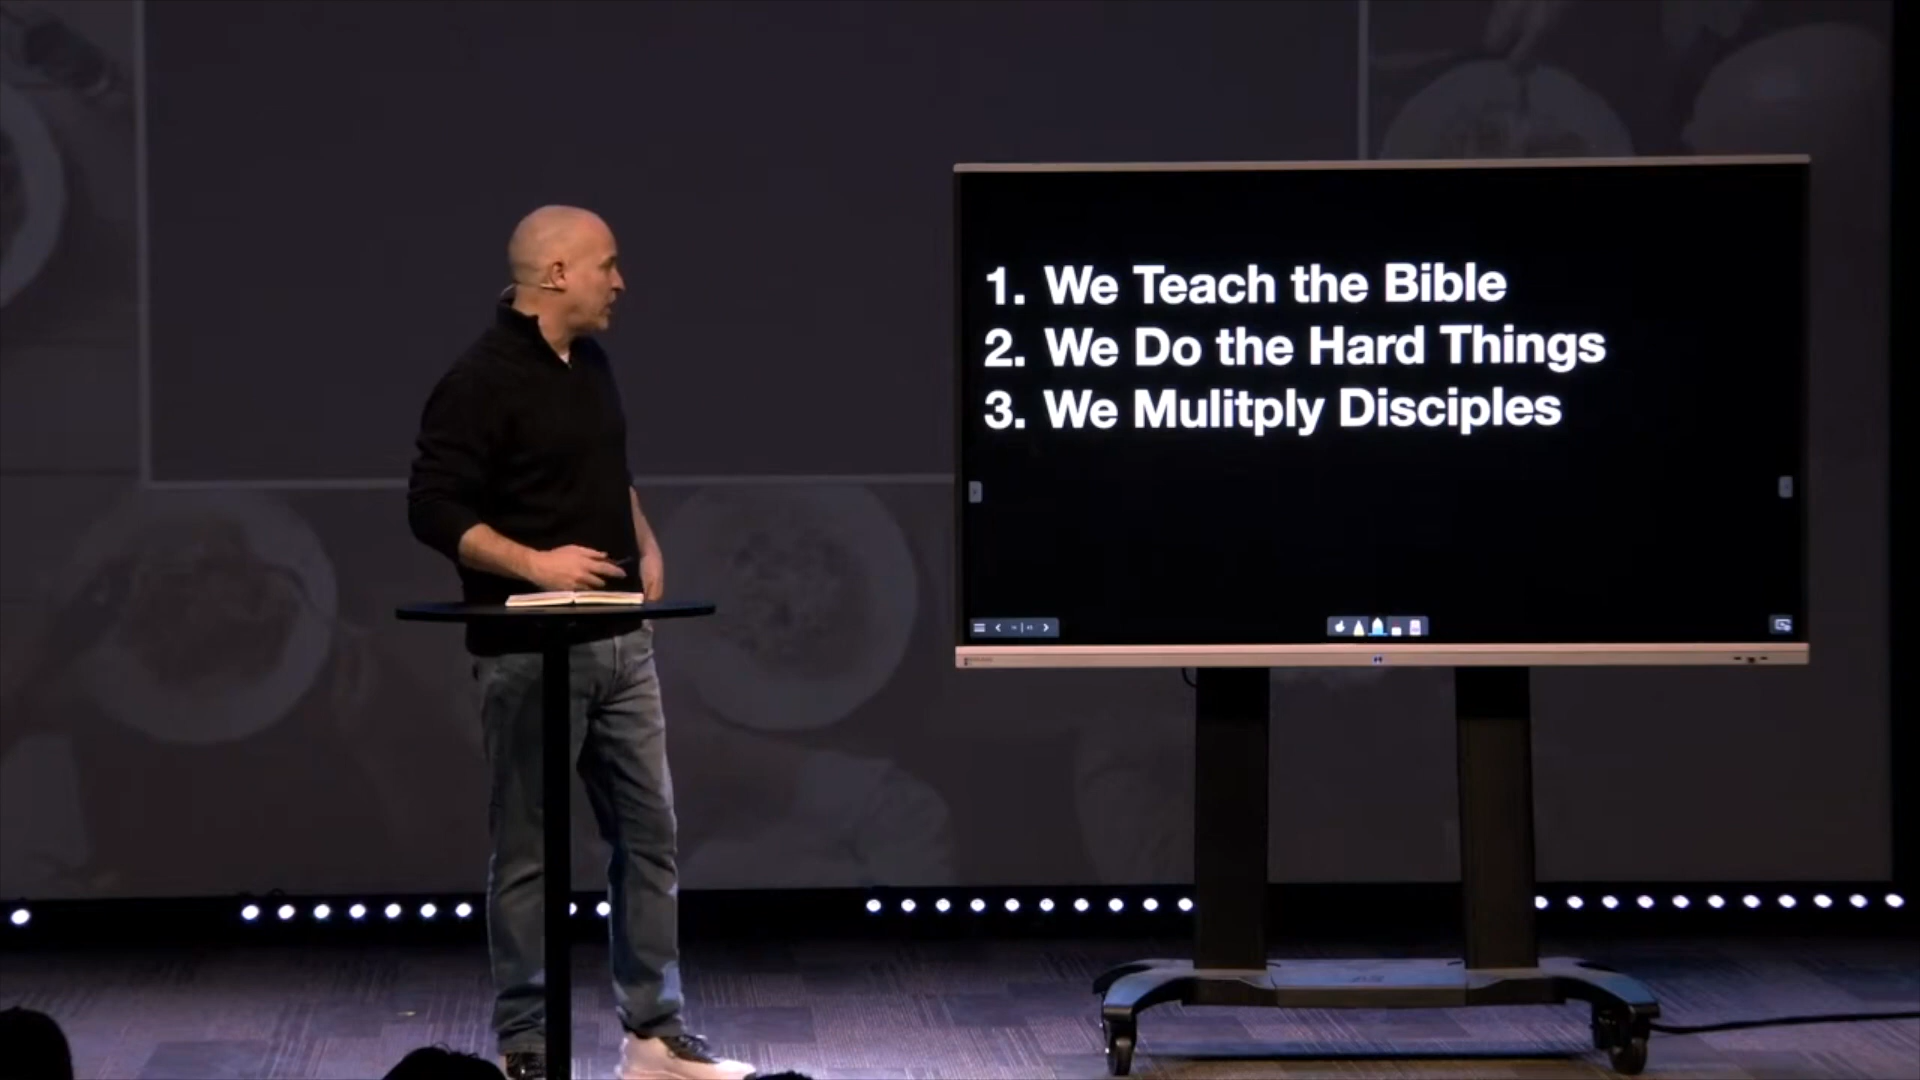 1. We Teach the Bible
2. We Do the Hard Things
3. We Mulitply Disciples